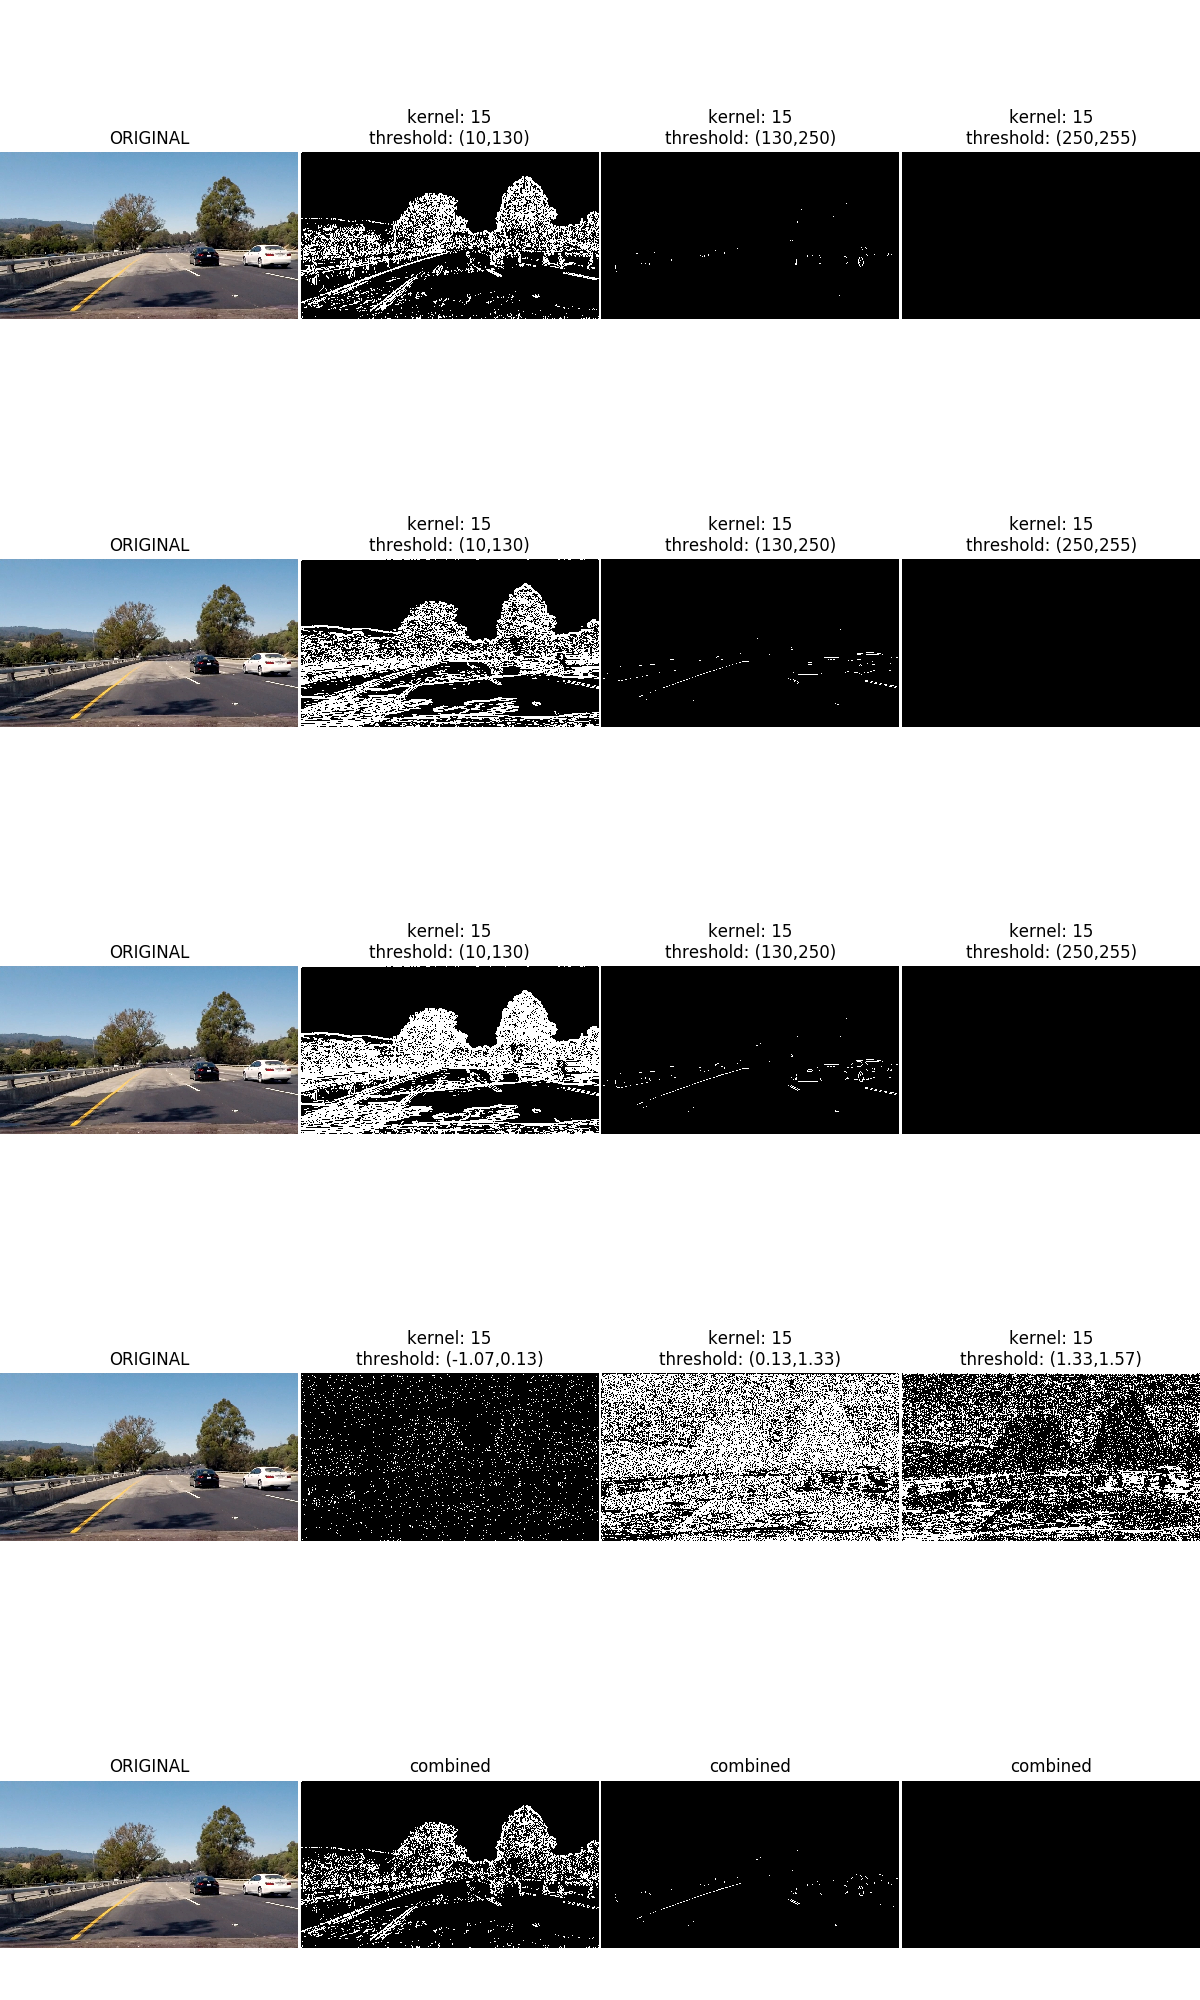 ORIGINAL
kernel: 15
threshold: (10,130)
kernel: 15
threshold: (130,250)
kernel: 15
threshold: (250,255)
ORIGINAL
kernel: 15
threshold: (10,130)
kernel: 15
threshold: (130,250)
kernel: 15
threshold: (250,255)
ORIGINAL
kernel: 15
threshold: (10,130)
kernel: 15
threshold: (130,250)
kernel: 15
threshold: (250,255)
ORIGINAL
kernel: 15
threshold: (-1.07,0.13)
kernel: 15
threshold: (0.13,1.33)
kernel: 15
threshold: (1.33,1.57)
ORIGINAL
combined
combined
combined